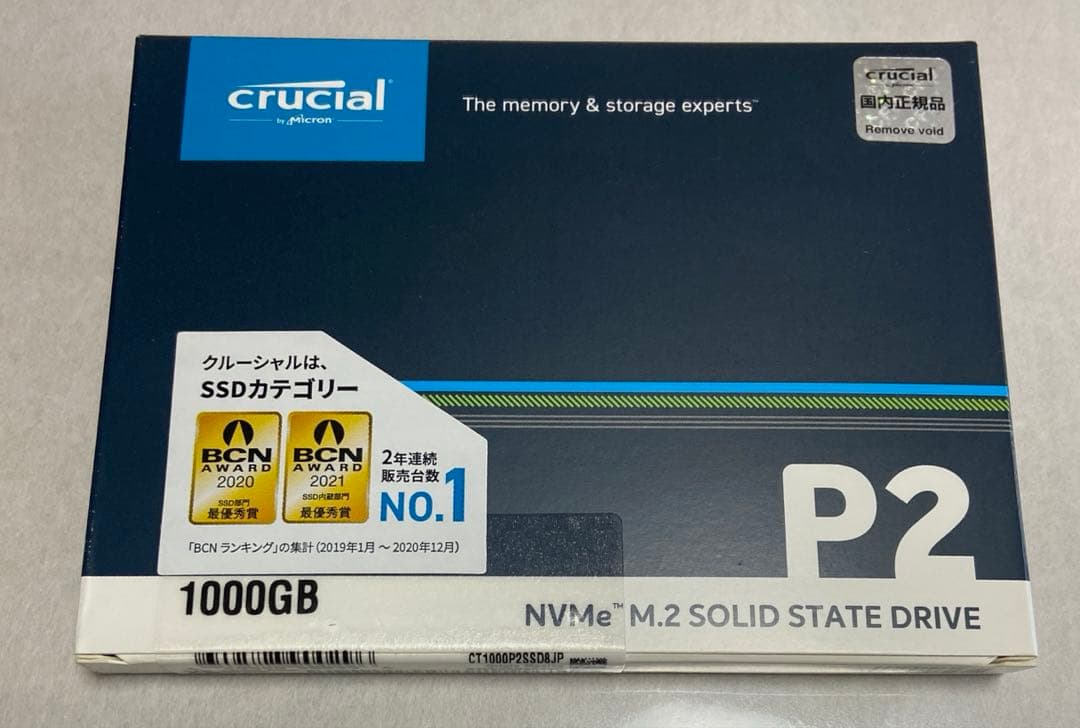 crucial
by Micron
The memory & storage experts™
crucial
国内正規品
Remove void
クルーシャルは、
SSDカテゴリー
BCN
AWARD
2020
SSD部門
最優秀賞
BCN
AWARD
2021
SSD内蔵部門
最優秀賞
2年連続
販売台数
NO.1
「BCN ランキング」の集計（2019年1月 ～ 2020年12月）
P2
1000GB
NVMe™ M.2 SOLID STATE DRIVE
CT1000P2SSD8JP